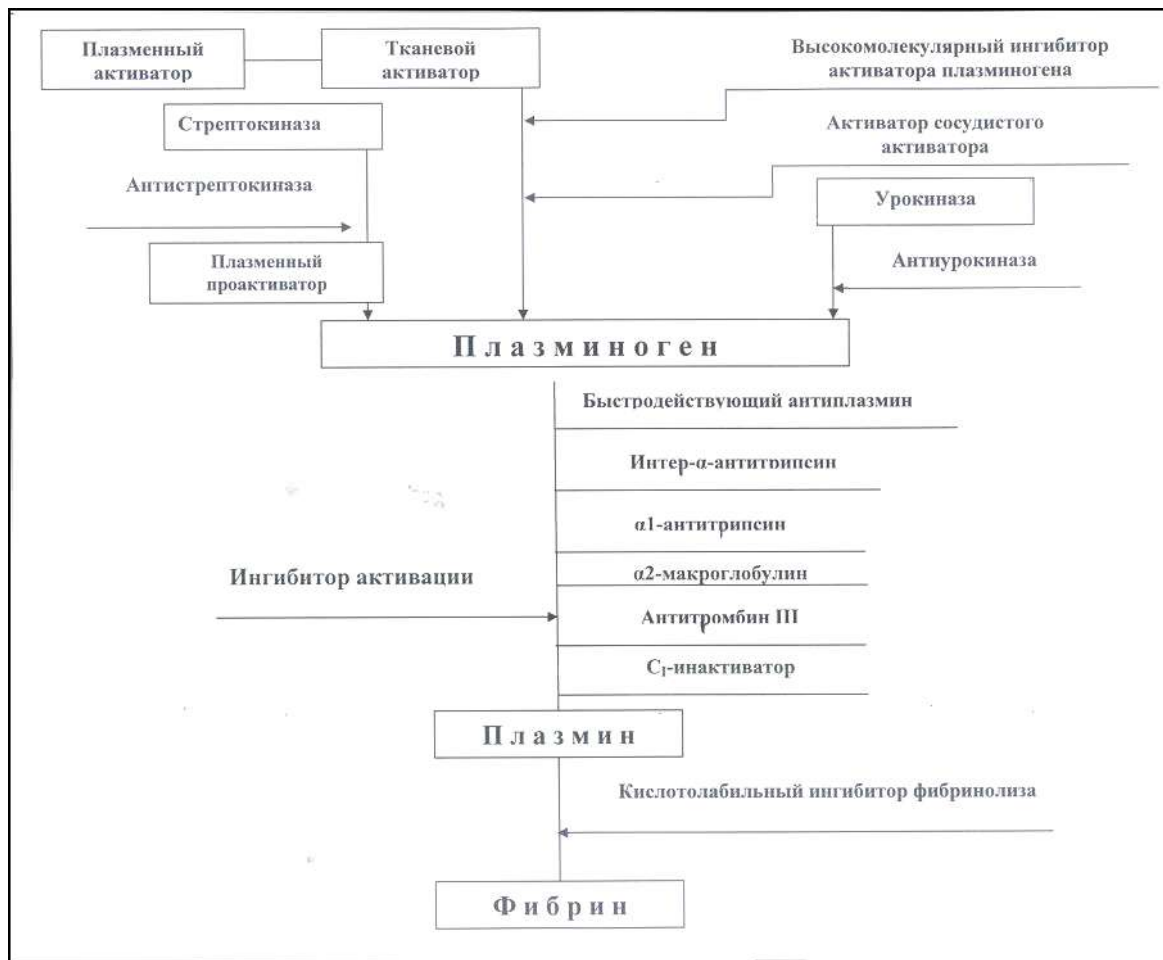 Плазменный
активатор
Тканевой
активатор
Высокомолекулярный ингибитор
активатора плазминогена
Стрептокиназа
Активатор сосудистого
активатора
Антистрептокиназа
Урокиназа
Плазменный
проактиватор
Антиурокиназа
Плазминоген
Быстродействующий антиплазмин
Интер-α-антитрипсин
α1-антитрипсин
α2-макроглобулин
Ингибитор активации
Антитромбин III
C₁-инактиватор
Плазмин
Кислотолабильный ингибитор фибринолиза
Фибрин